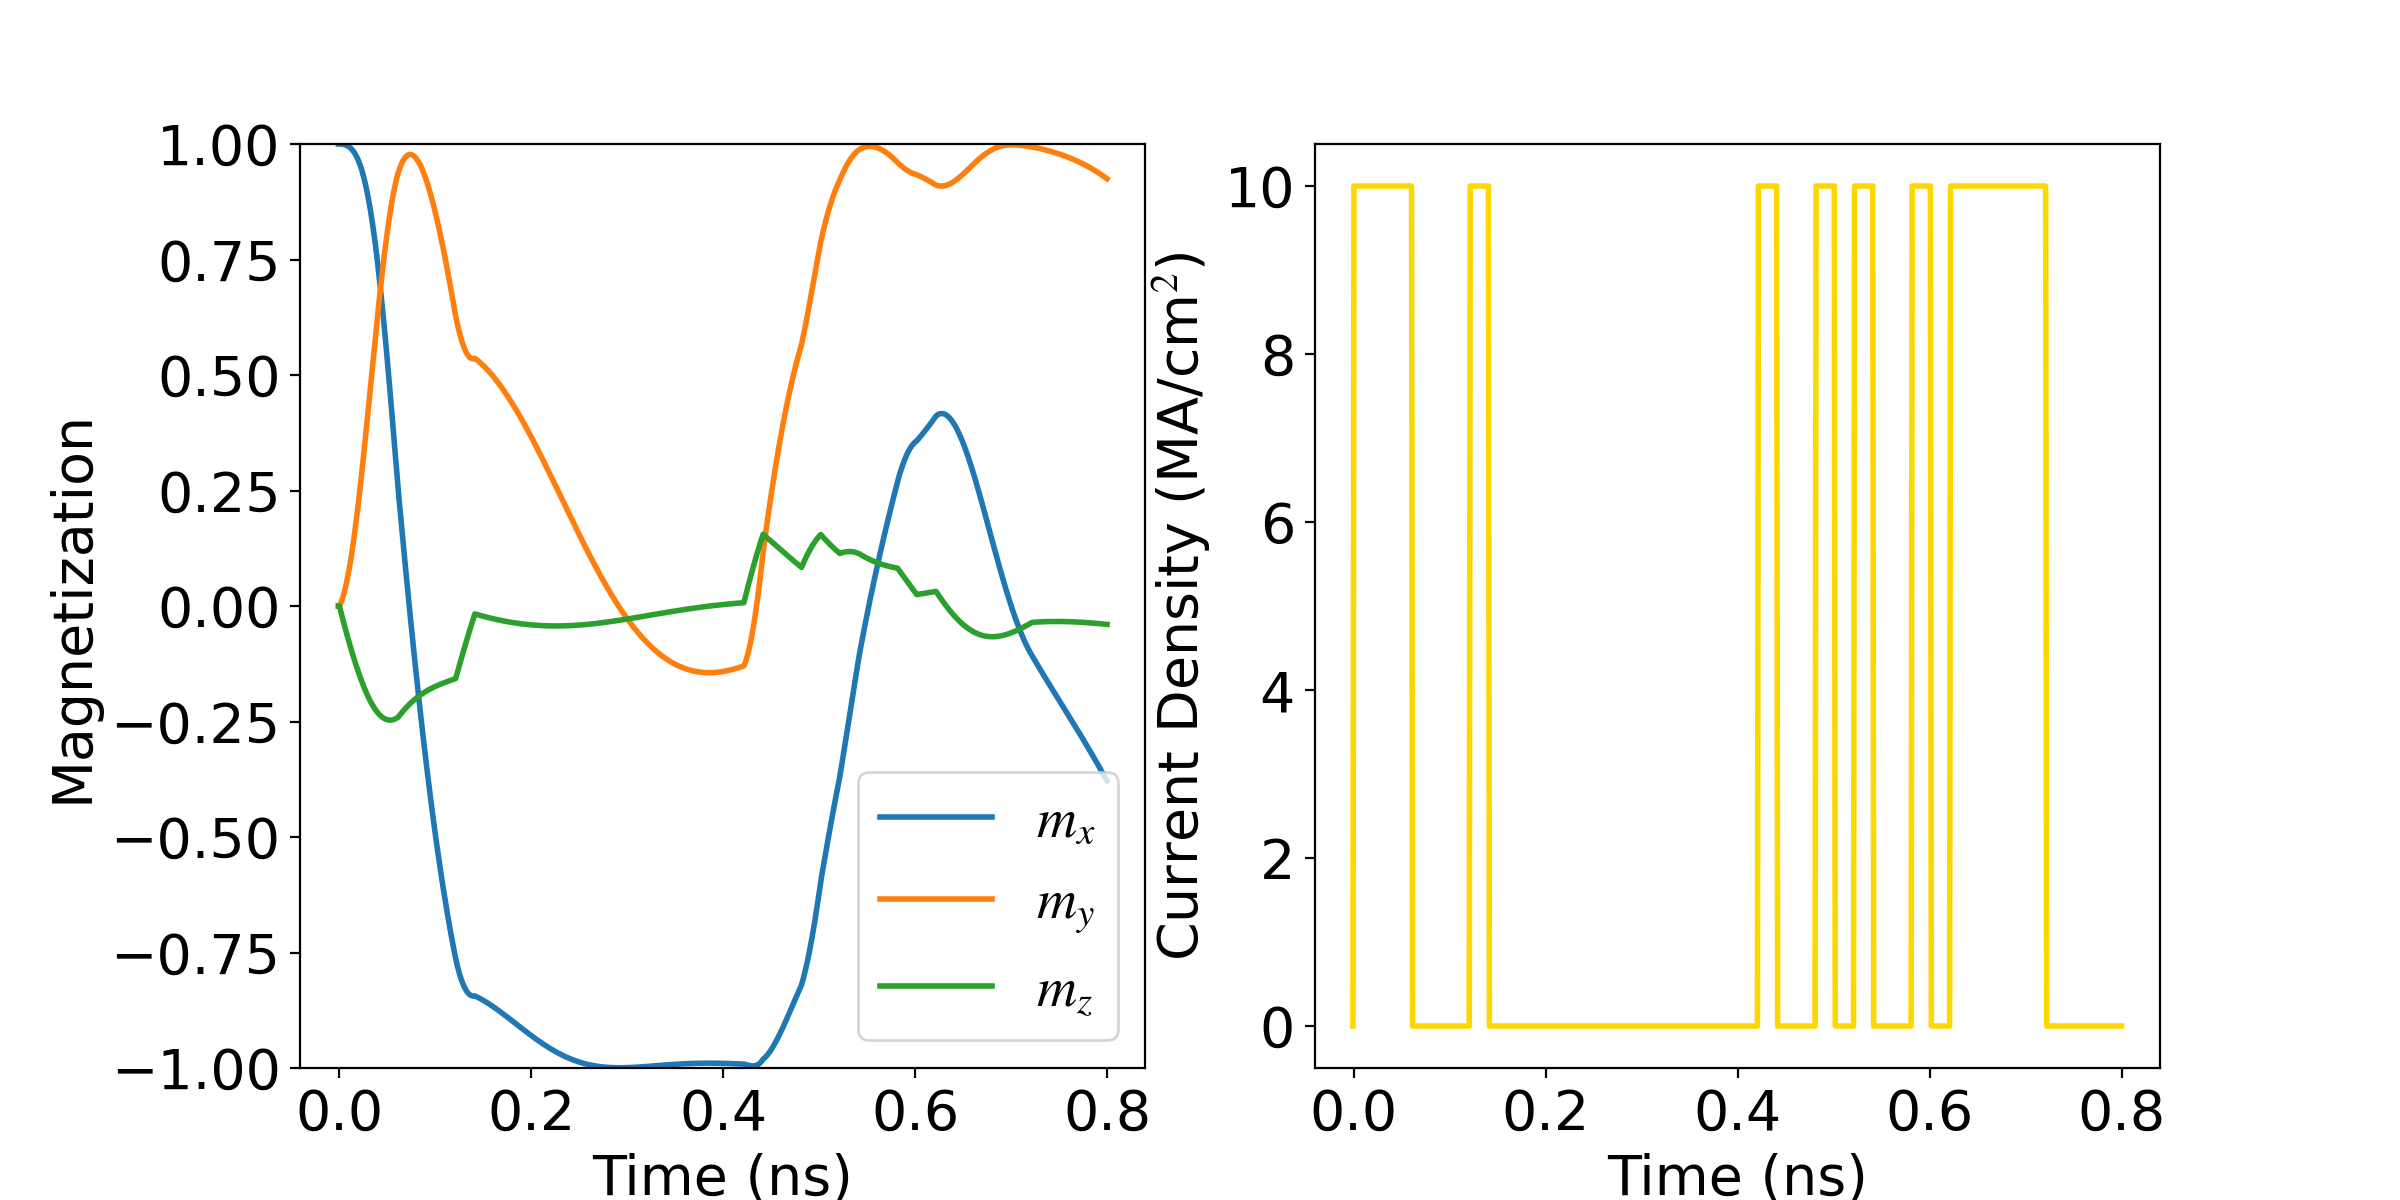 1.00
0.75
0.50
0.25
0.00
−0.25
−0.50
−0.75
−1.00
Magnetization
0.0 0.2 0.4 0.6 0.8
Time (ns)
m_x
m_y
m_z
10
8
6
4
2
0
Current Density (MA/cm²)
0.0 0.2 0.4 0.6 0.8
Time (ns)